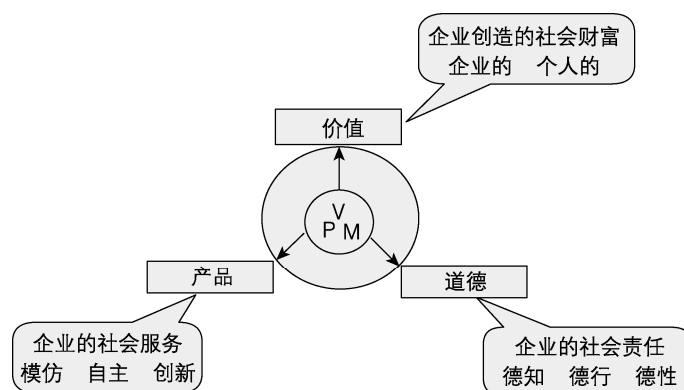 企业创造的社会财富
企业的 个人的
价值
V
P M
产品
道德
企业的社会服务
模仿 自主 创新
企业的社会责任
德知 德行 德性